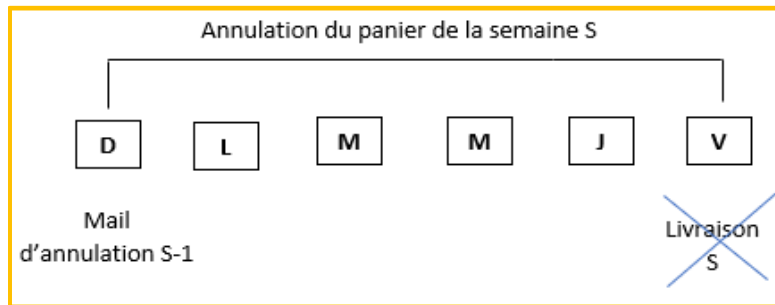 Annulation du panier de la semaine S
D L M M J V
Mail
d'annulation S-1
Livraison
S